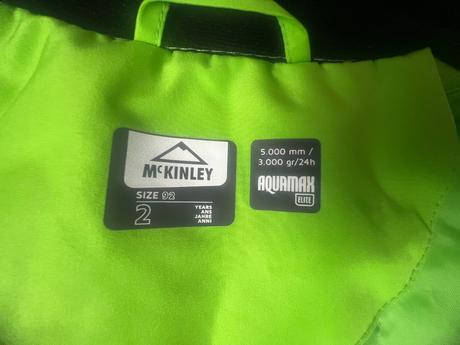 McKINLEY
SIZE 92
2
YEARS
ANS
JAHRE
ANNI
5.000 mm /
3.000 gr/24h
AQUAMAX
ELITE